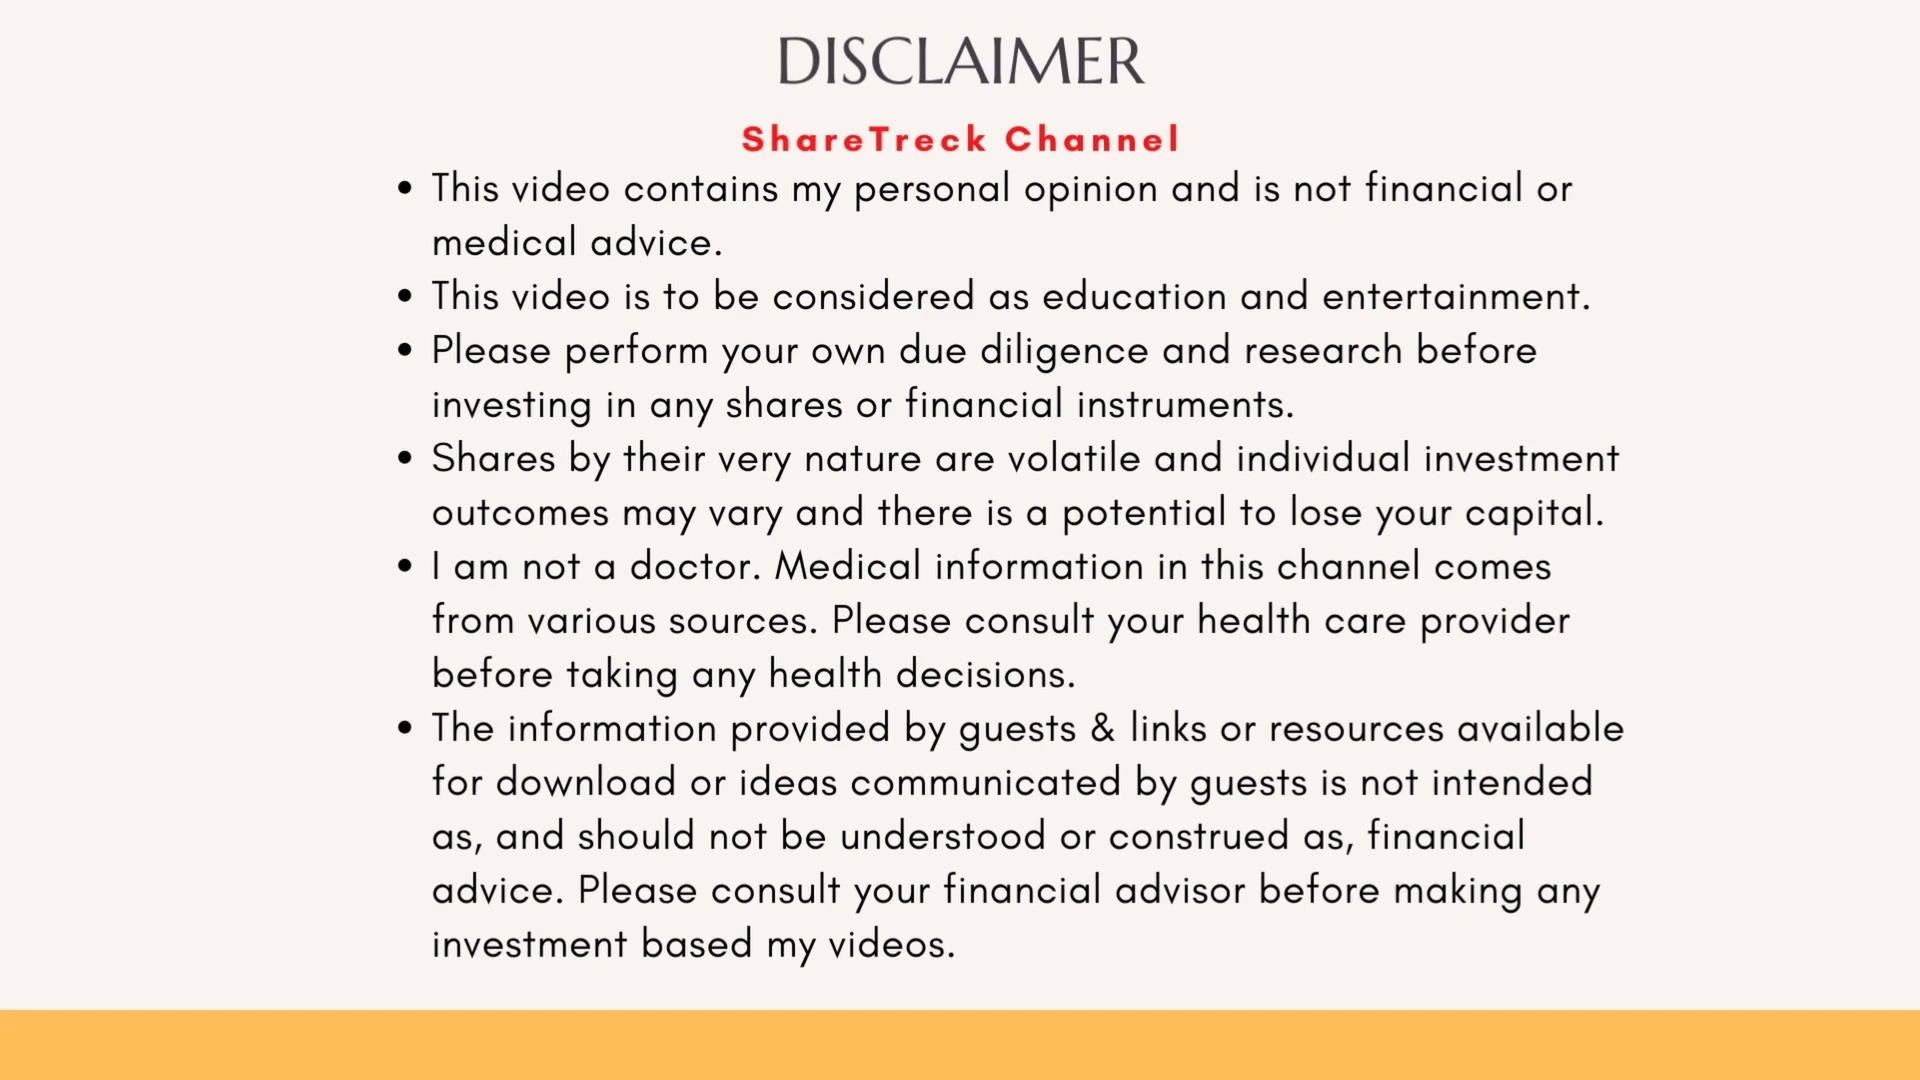 DISCLAIMER
ShareTreck Channel
• This video contains my personal opinion and is not financial or
medical advice.
• This video is to be considered as education and entertainment.
• Please perform your own due diligence and research before
investing in any shares or financial instruments.
• Shares by their very nature are volatile and individual investment
outcomes may vary and there is a potential to lose your capital.
• I am not a doctor. Medical information in this channel comes
from various sources. Please consult your health care provider
before taking any health decisions.
• The information provided by guests & links or resources available
for download or ideas communicated by guests is not intended
as, and should not be understood or construed as, financial
advice. Please consult your financial advisor before making any
investment based my videos.